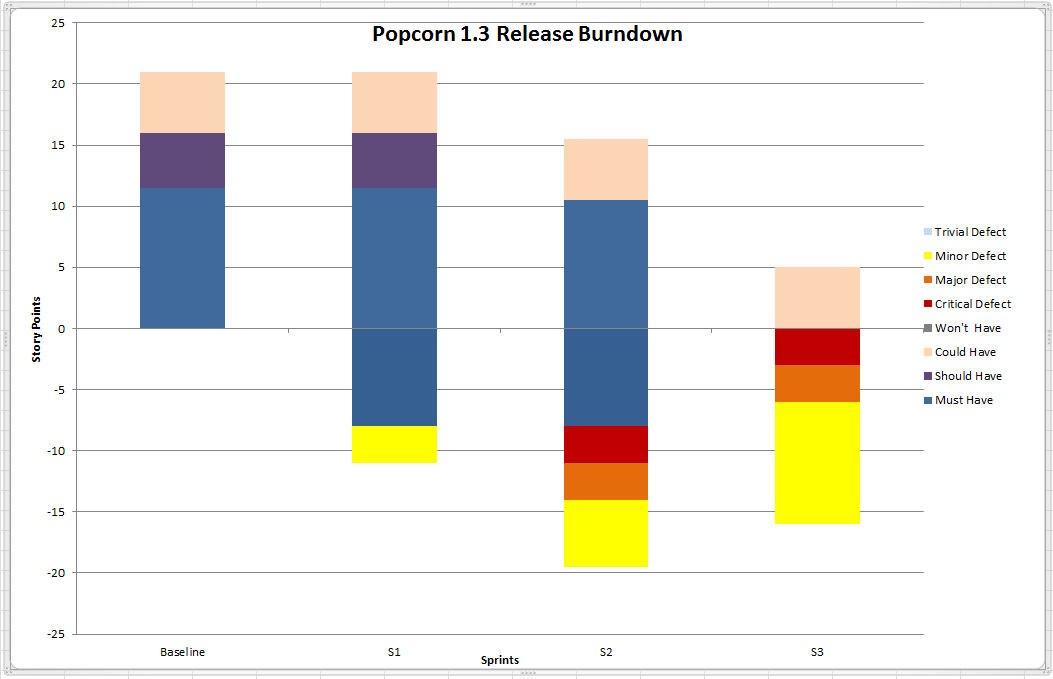 Popcorn 1.3 Release Burndown
25
20
15
10
5
0
-5
-10
-15
-20
-25
Story Points
Baseline
S1
S2
S3
Sprints
Trivial Defect
Minor Defect
Major Defect
Critical Defect
Won't  Have
Could Have
Should Have
Must Have